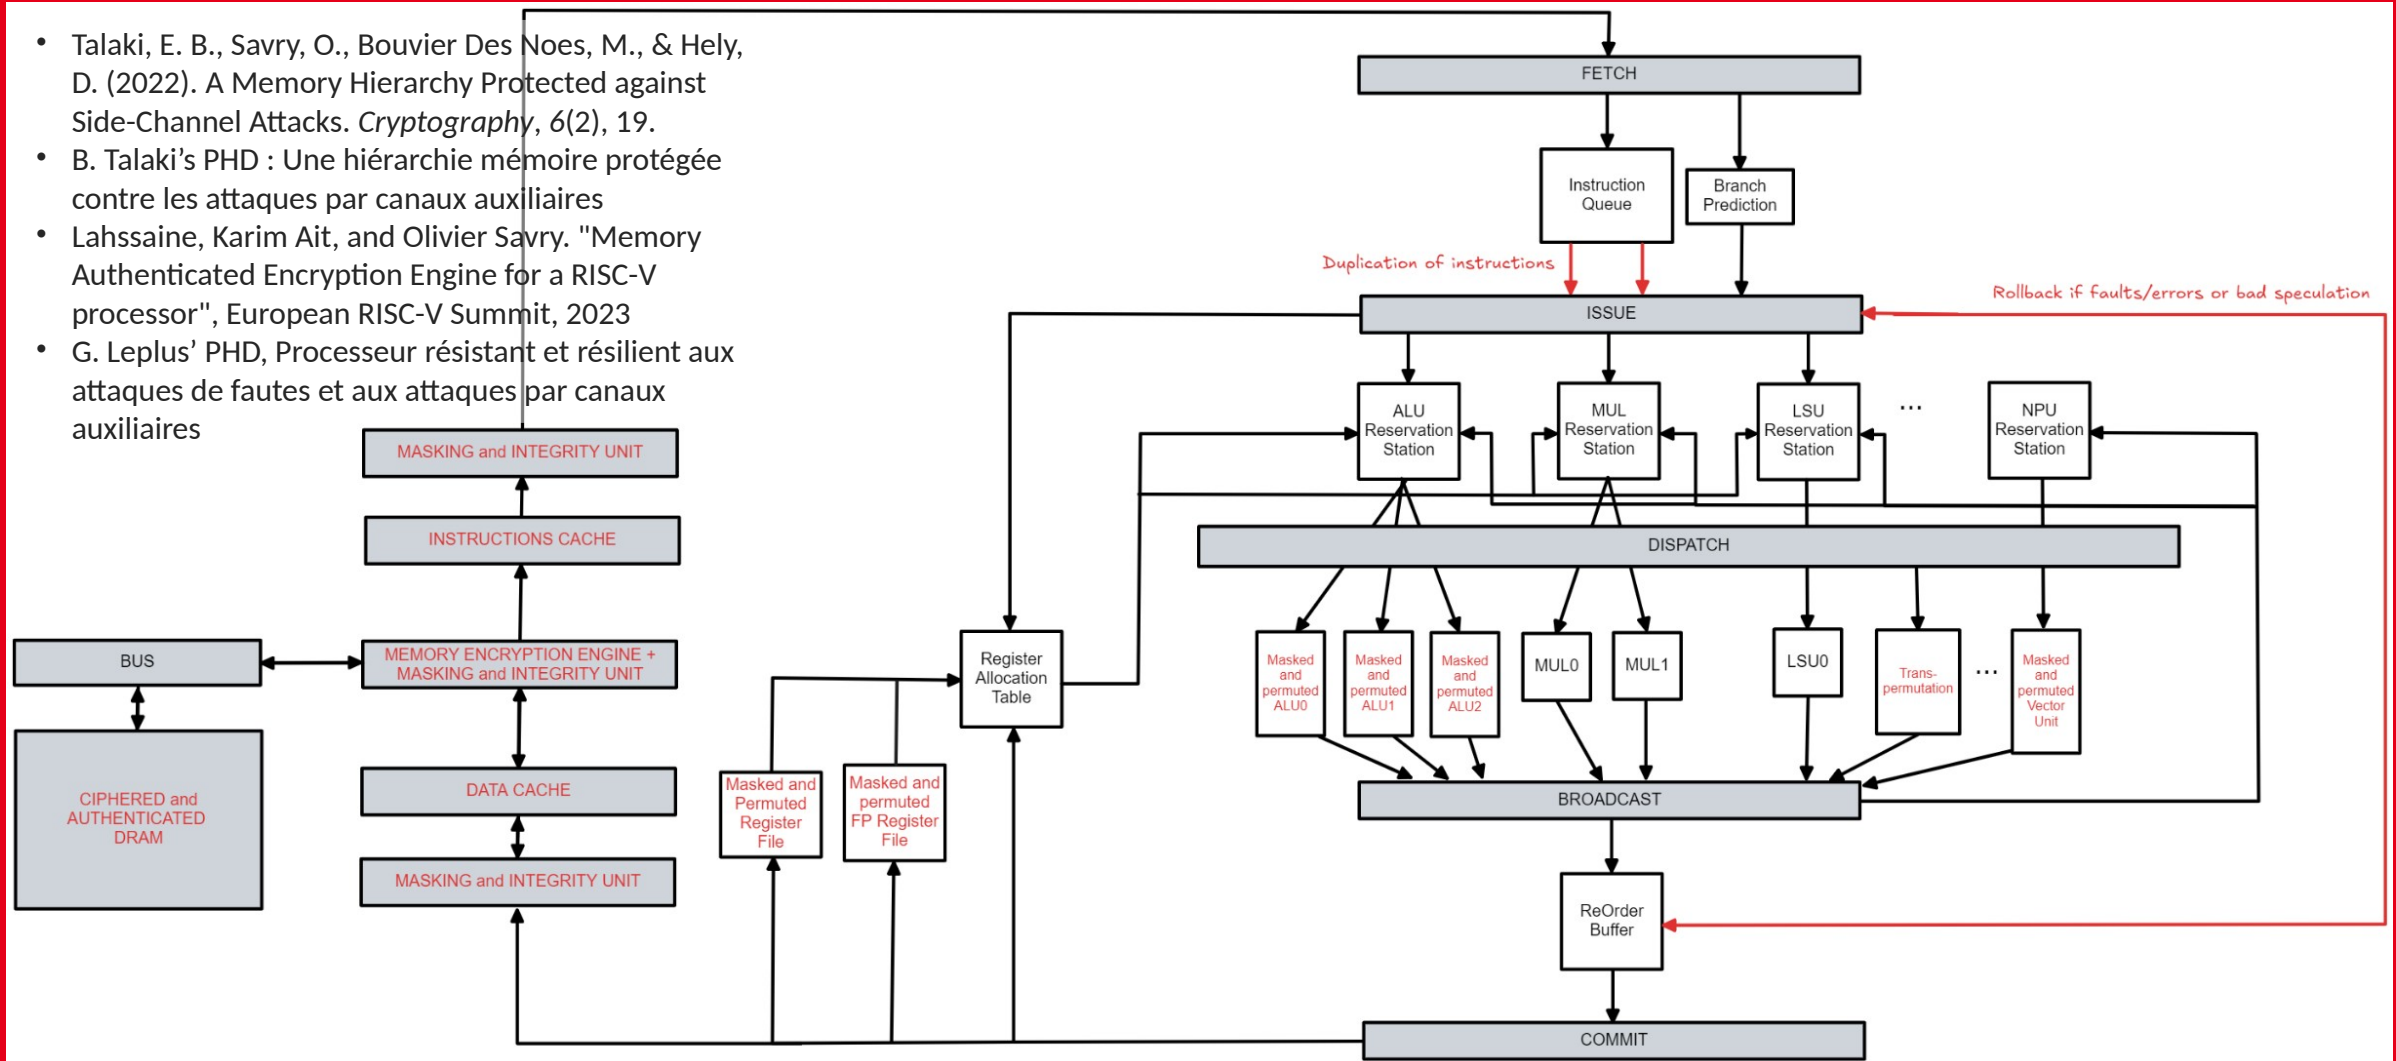 • Talaki, E. B., Savry, O., Bouvier Des Noes, M., & Hely,
D. (2022). A Memory Hierarchy Protected against
Side-Channel Attacks. Cryptography, 6(2), 19.
• B. Talaki’s PHD : Une hiérarchie mémoire protégée
contre les attaques par canaux auxiliaires
• Lahssaine, Karim Ait, and Olivier Savry. "Memory
Authenticated Encryption Engine for a RISC-V
processor", European RISC-V Summit, 2023
• G. Leplus’ PHD, Processeur résistant et résilient aux
attaques de fautes et aux attaques par canaux
auxiliaires
MASKING and INTEGRITY UNIT
INSTRUCTIONS CACHE
BUS
MEMORY ENCRYPTION ENGINE +
MASKING and INTEGRITY UNIT
CIPHERED and
AUTHENTICATED
DRAM
DATA CACHE
MASKING and INTEGRITY UNIT
Masked and
Permuted
Register
File
Masked and
permuted
FP Register
File
Register
Allocation
Table
FETCH
Instruction
Queue
Branch
Prediction
Duplication of instructions
Rollback if faults/errors or bad speculation
ISSUE
ALU
Reservation
Station
MUL
Reservation
Station
LSU
Reservation
Station
...
NPU
Reservation
Station
DISPATCH
Masked
and
permuted
ALU0
Masked
and
permuted
ALU1
Masked
and
permuted
ALU2
MUL0
MUL1
LSU0
Trans-
permutation
...
Masked
and
permuted
Vector
Unit
BROADCAST
ReOrder
Buffer
COMMIT